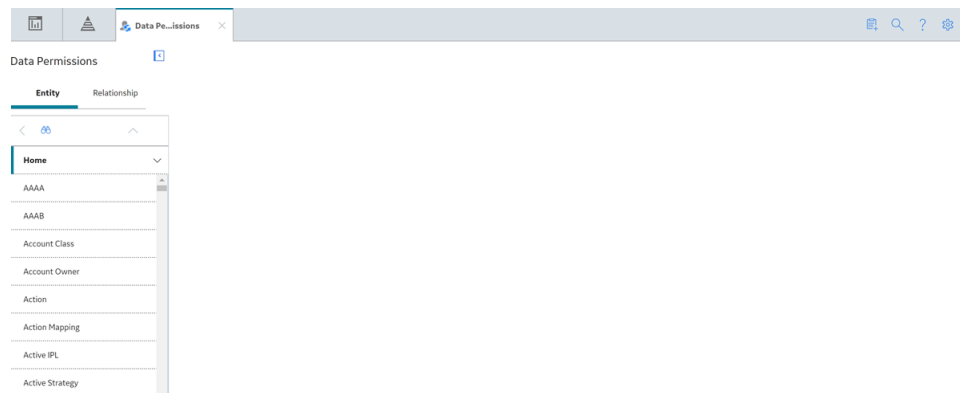 Data Pe...issions
Data Permissions
Entity Relationship
Home
AAAA
AAAB
Account Class
Account Owner
Action
Action Mapping
Active IPL
Active Strategy